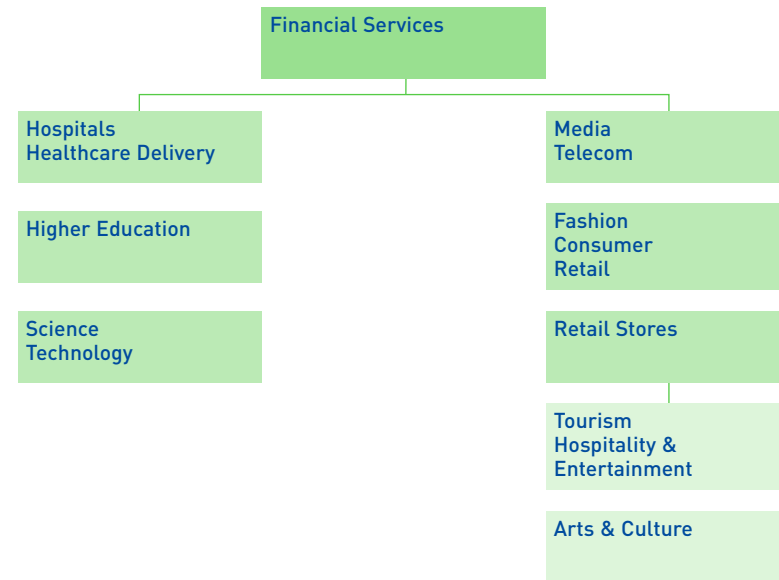 Financial Services
Hospitals
Healthcare Delivery
Higher Education
Science
Technology
Media
Telecom
Fashion
Consumer
Retail
Retail Stores
Tourism
Hospitality &
Entertainment
Arts & Culture